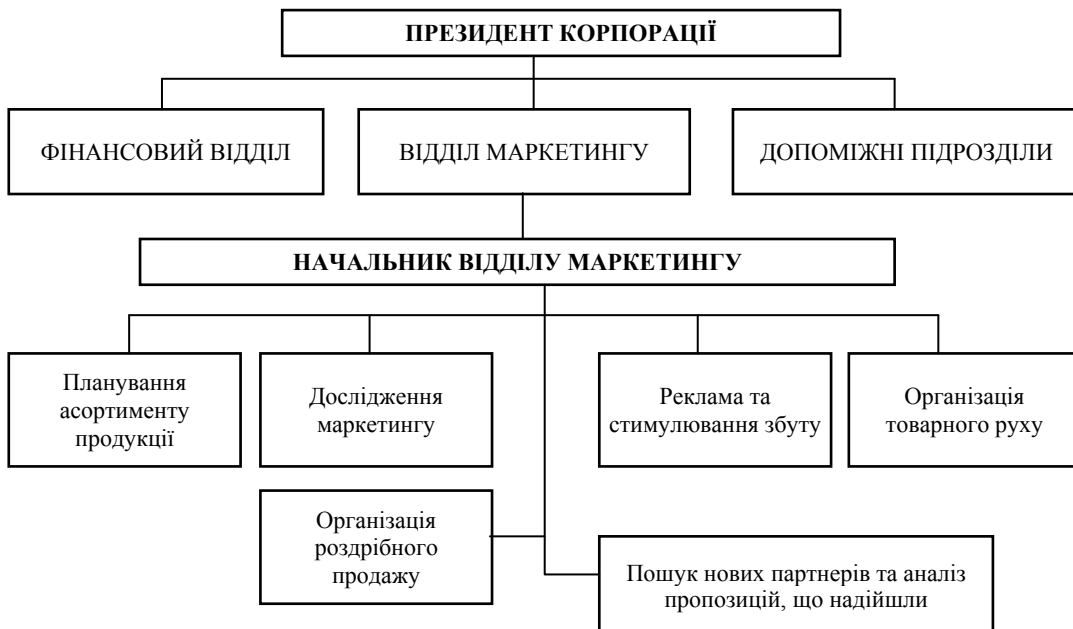 ПРЕЗИДЕНТ КОРПОРАЦІЇ
ФІНАНСОВИЙ ВІДДІЛ
ВІДДІЛ МАРКЕТИНГУ
ДОПОМІЖНІ ПІДРОЗДІЛИ
НАЧАЛЬНИК ВІДДІЛУ МАРКЕТИНГУ
Планування
асортименту
продукції
Дослідження
маркетингу
Реклама та
стимулювання збуту
Організація
товарного руху
Організація
роздрібного
продажу
Пошук нових партнерів та аналіз
пропозицій, що надійшли